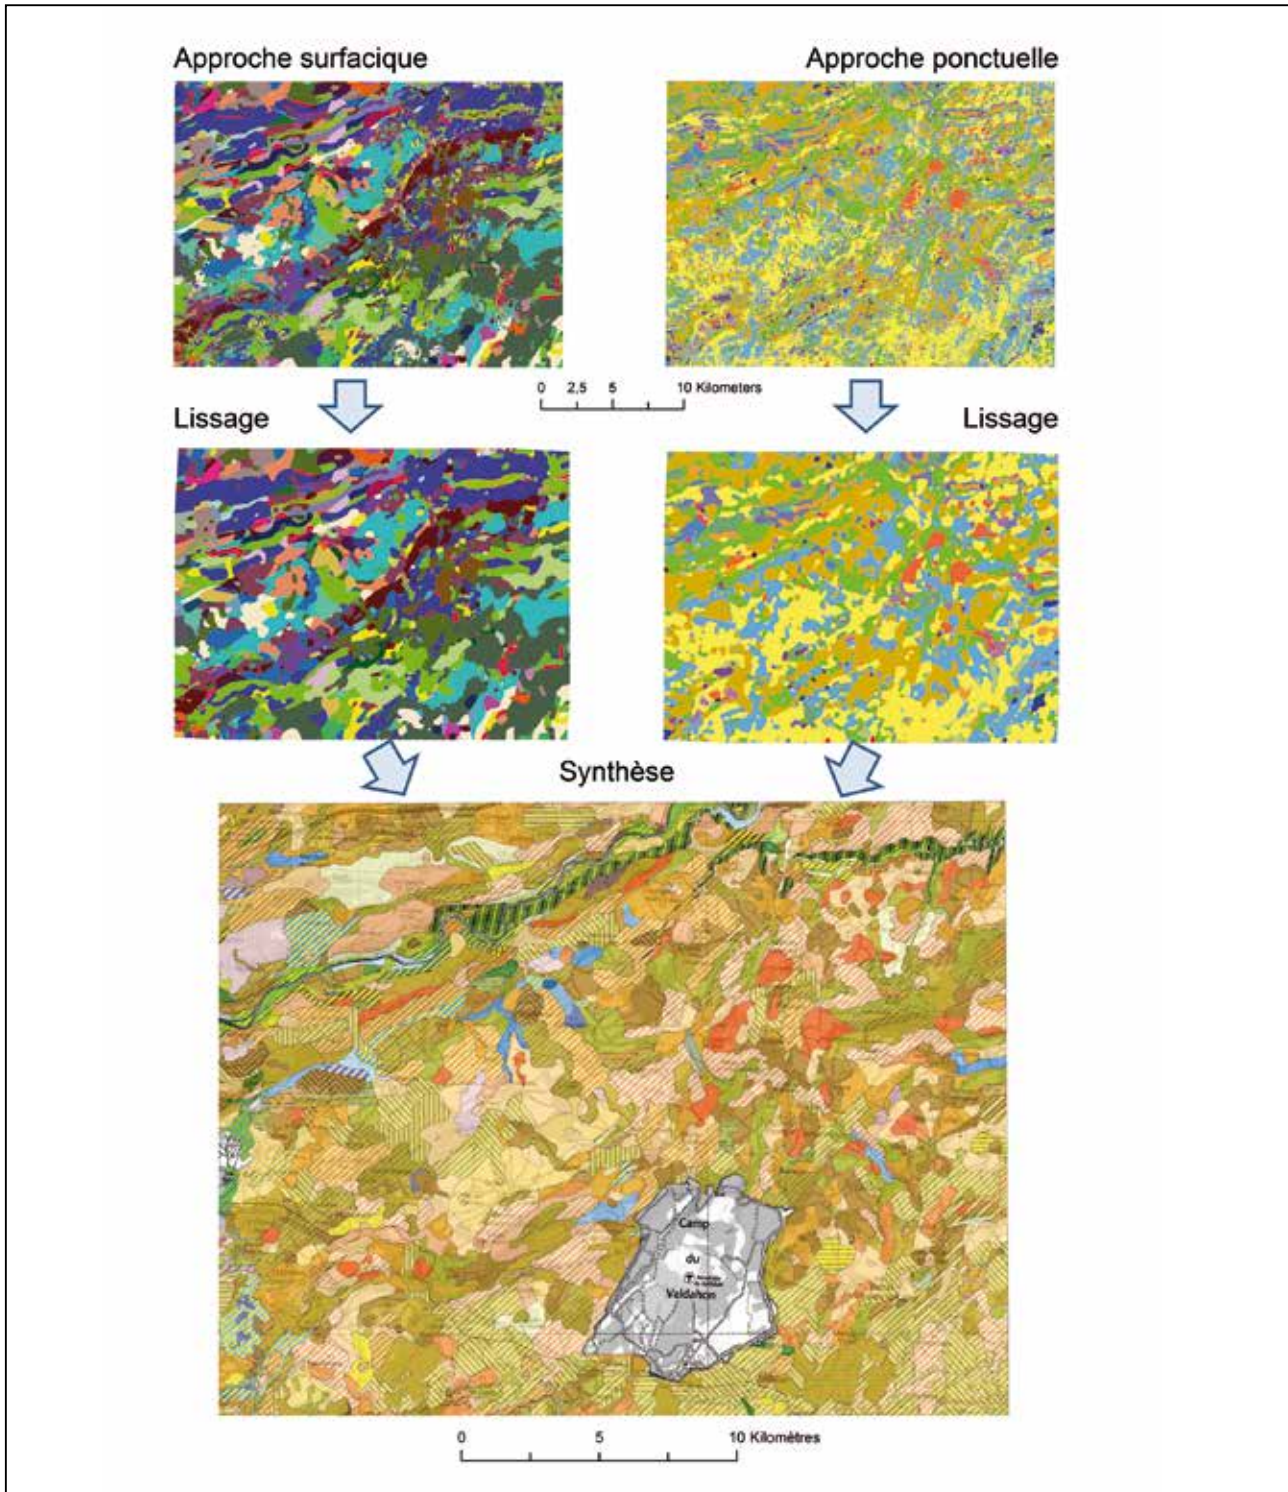 Approche surfacique
Approche ponctuelle
0 2,5 5 10 Kilometers
Lissage
Lissage
Synthèse
Camp
du
Valdahon
0 5 10 Kilomètres